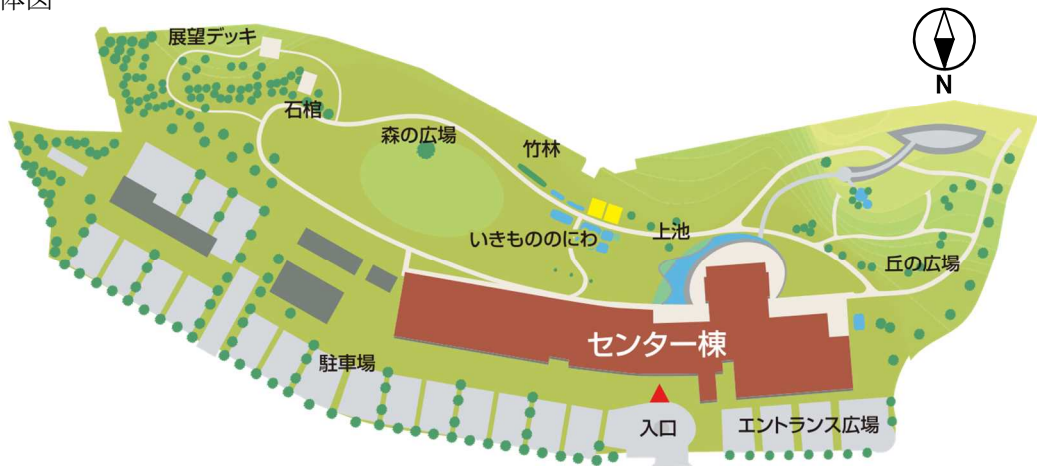 体図
展望デッキ
N
石棺
森の広場
竹林
いきもののにわ
上池
丘の広場
センター棟
駐車場
入口
エントランス広場